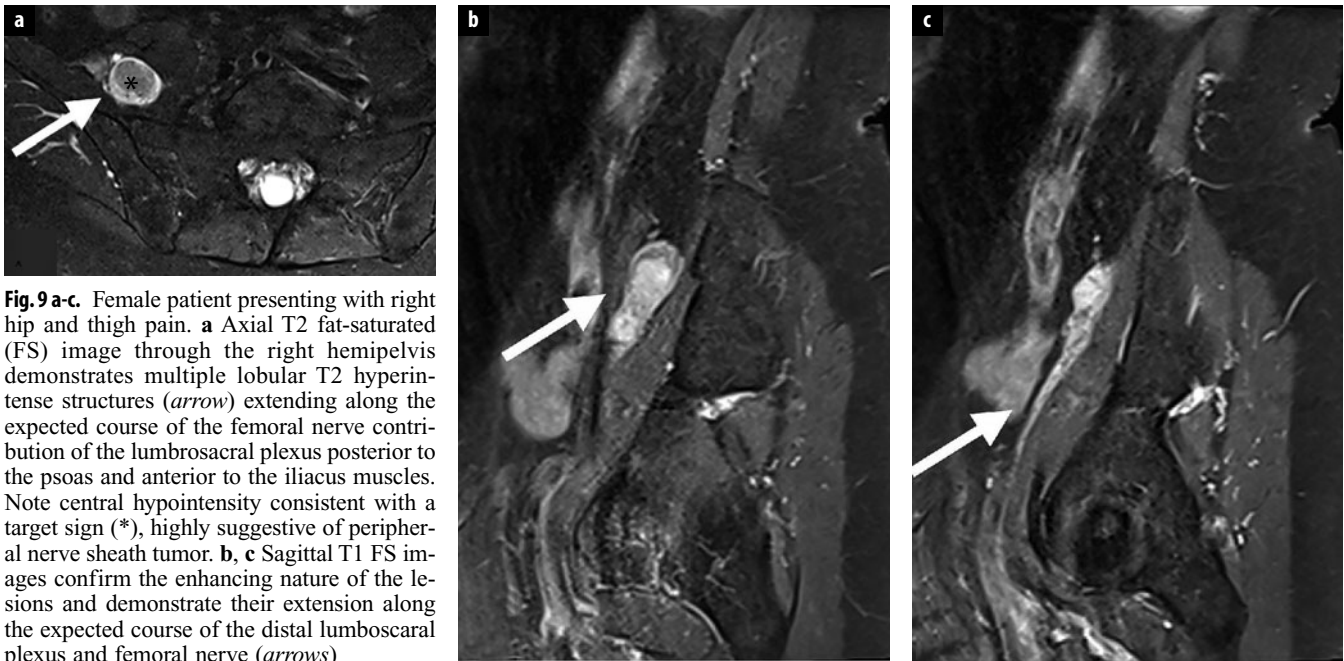 a
*
b
c
Fig. 9 a-c. Female patient presenting with right
hip and thigh pain. a Axial T2 fat-saturated
(FS) image through the right hemipelvis
demonstrates multiple lobular T2 hyperin-
tense structures (arrow) extending along the
expected course of the femoral nerve contri-
bution of the lumbrosacral plexus posterior to
the psoas and anterior to the iliacus muscles.
Note central hypointensity consistent with a
target sign (*), highly suggestive of peripher-
al nerve sheath tumor. b, c Sagittal T1 FS im-
ages confirm the enhancing nature of the le-
sions and demonstrate their extension along
the expected course of the distal lumboscaral
plexus and femoral nerve (arrows)